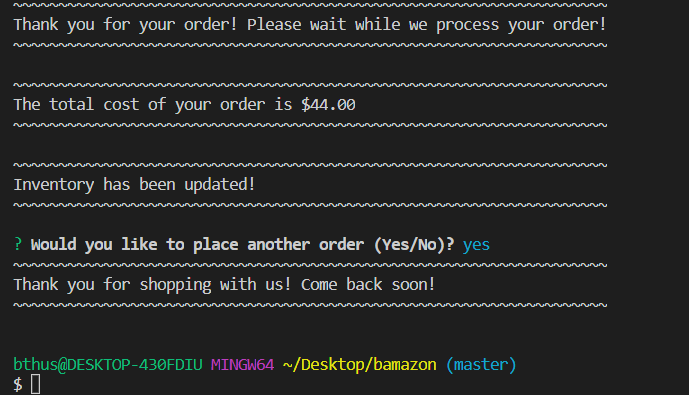 ~~~~~~~~~~~~~~~~~~~~~~~~~~~~~~~~~~~~~~~~~~~~~~~~~~~~~~~~~~~~~~~~~~
Thank you for your order! Please wait while we process your order!
~~~~~~~~~~~~~~~~~~~~~~~~~~~~~~~~~~~~~~~~~~~~~~~~~~~~~~~~~~~~~~~~~~
~~~~~~~~~~~~~~~~~~~~~~~~~~~~~~~~~~~~~~~~~~~~~~~~~~~~~~~~~~~~~~~~~~
The total cost of your order is $44.00
~~~~~~~~~~~~~~~~~~~~~~~~~~~~~~~~~~~~~~~~~~~~~~~~~~~~~~~~~~~~~~~~~~
~~~~~~~~~~~~~~~~~~~~~~~~~~~~~~~~~~~~~~~~~~~~~~~~~~~~~~~~~~~~~~~~~~
Inventory has been updated!
~~~~~~~~~~~~~~~~~~~~~~~~~~~~~~~~~~~~~~~~~~~~~~~~~~~~~~~~~~~~~~~~~~
? Would you like to place another order (Yes/No)? yes
~~~~~~~~~~~~~~~~~~~~~~~~~~~~~~~~~~~~~~~~~~~~~~~~~~~~~~~~~~~~~~~~~~
Thank you for shopping with us! Come back soon!
~~~~~~~~~~~~~~~~~~~~~~~~~~~~~~~~~~~~~~~~~~~~~~~~~~~~~~~~~~~~~~~~~~
bthus@DESKTOP-430FDIU MINGW64 ~/Desktop/bamazon (master)
$